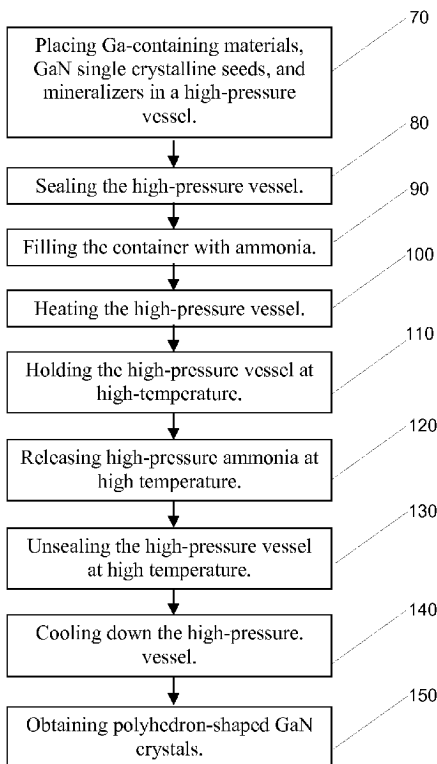 70
Placing Ga-containing materials,
GaN single crystalline seeds, and
mineralizers in a high-pressure
vessel.
80
Sealing the high-pressure vessel.
90
Filling the container with ammonia.
100
Heating the high-pressure vessel.
110
Holding the high-pressure vessel at
high-temperature.
120
Releasing high-pressure ammonia at
high temperature.
130
Unsealing the high-pressure vessel
at high temperature.
140
Cooling down the high-pressure.
vessel.
150
Obtaining polyhedron-shaped GaN
crystals.